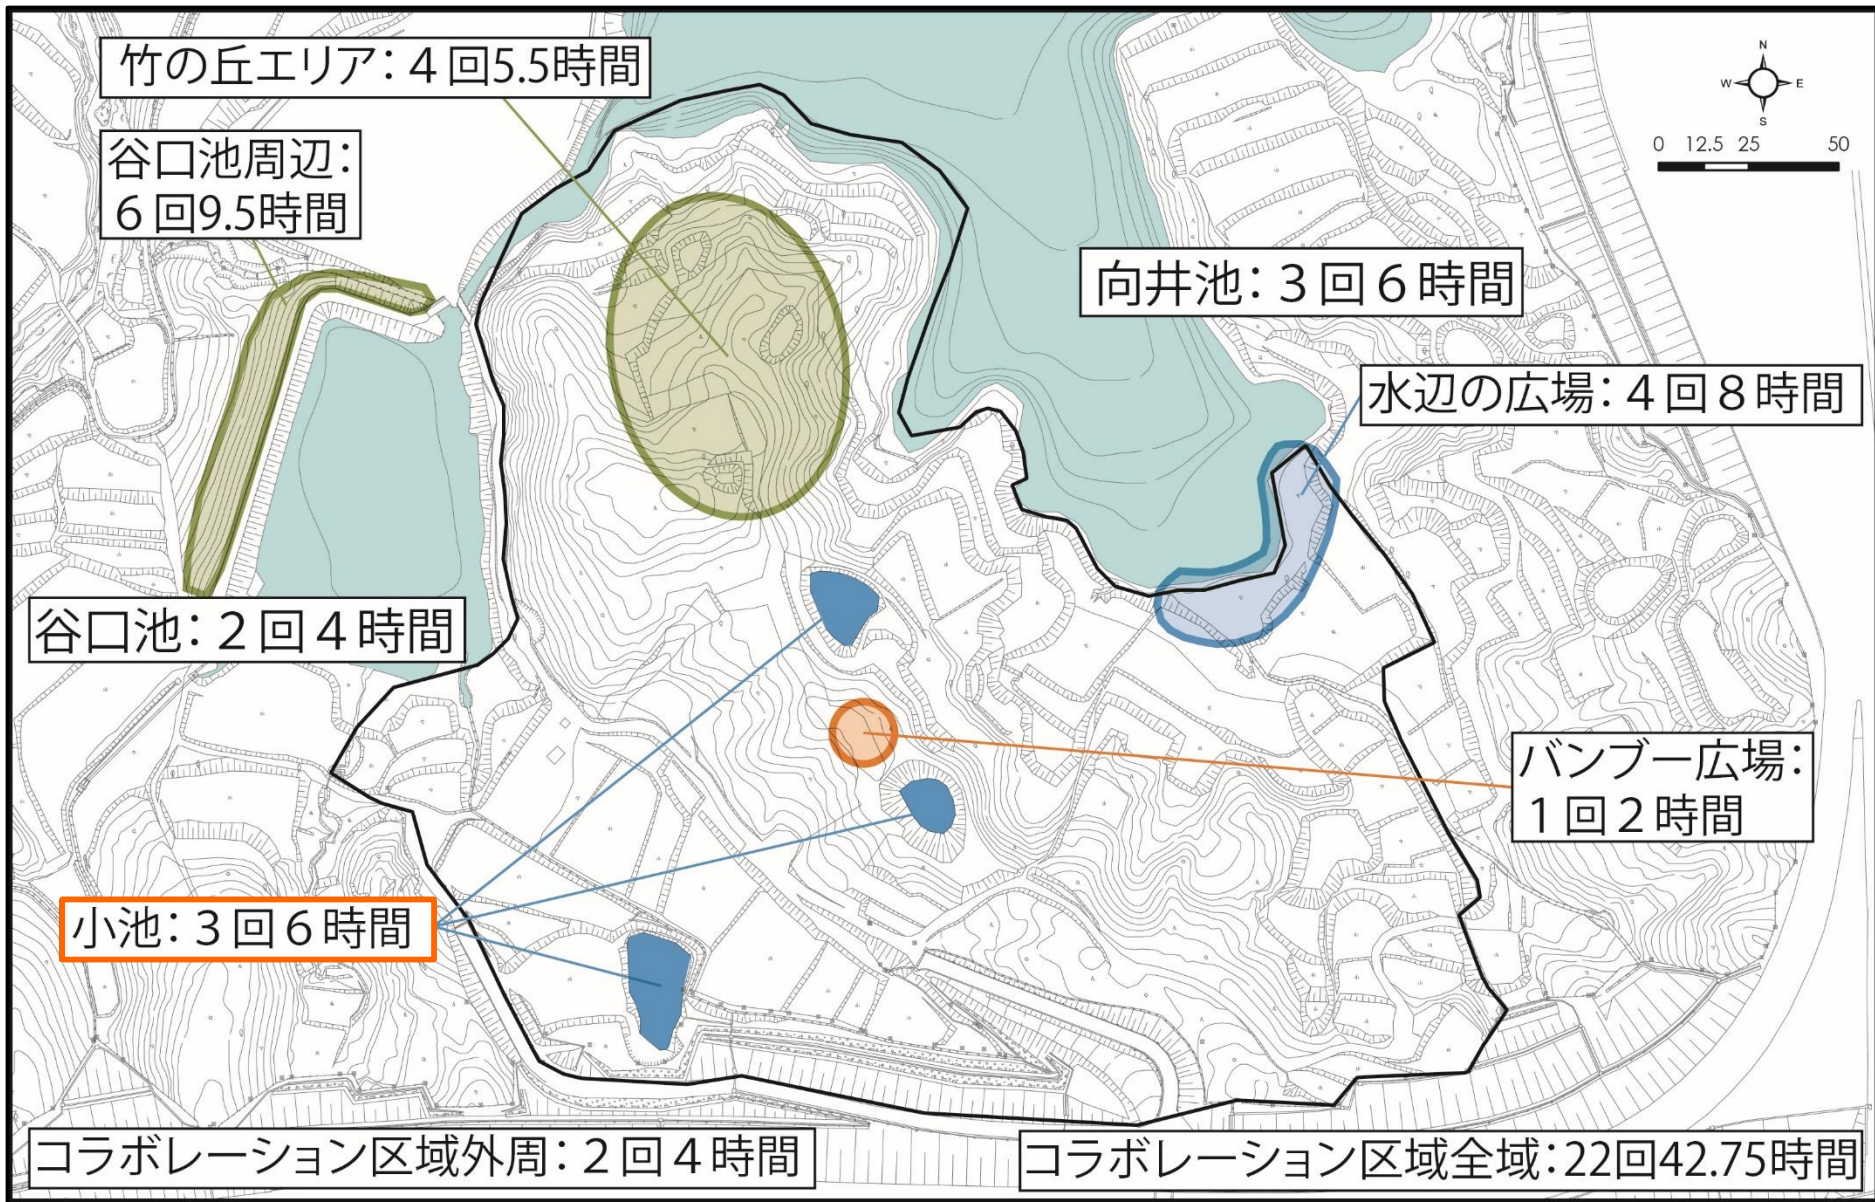 竹の丘エリア：４回5.5時間
N
W E
S
0 12.5 25 50
谷口池周辺：
６回9.5時間
向井池：３回６時間
水辺の広場：４回８時間
谷口池：２回４時間
バンブー広場：
１回２時間
小池：３回６時間
コラボレーション区域外周：２回４時間
コラボレーション区域全域：22回42.75時間